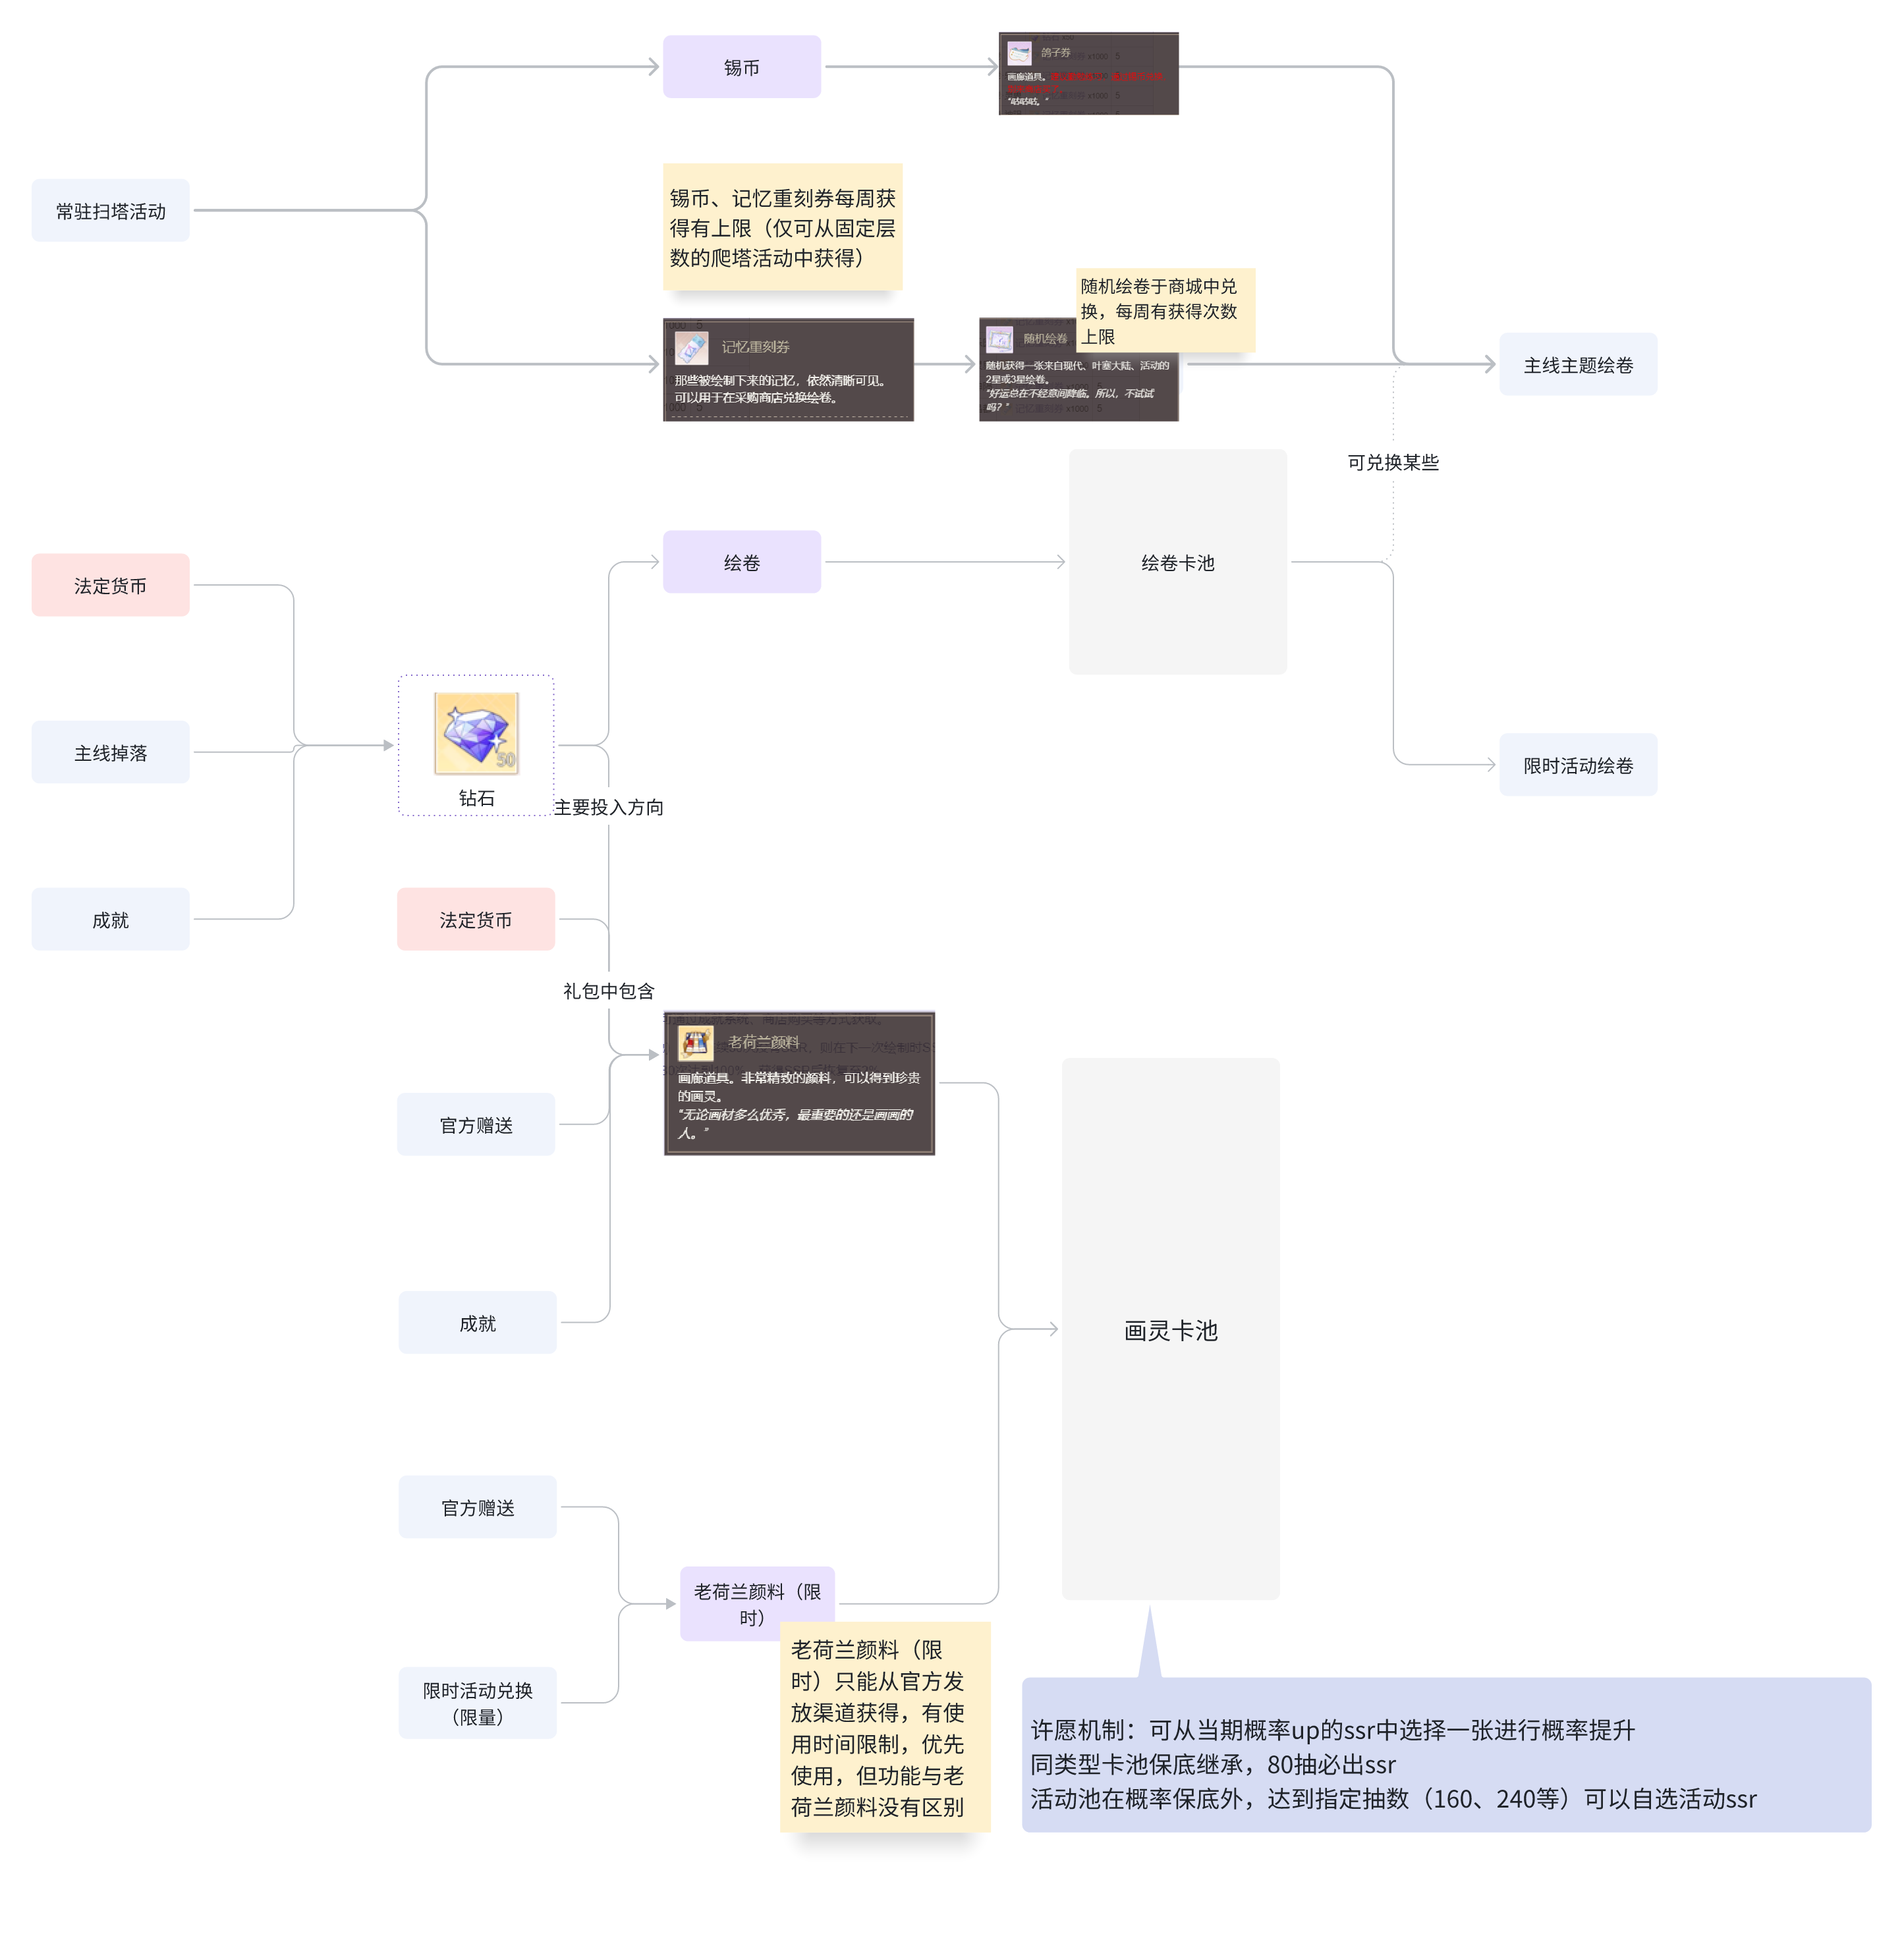 锡币
鸽子券
画廊道具。
“咕咕咕。”
常驻扫塔活动
锡币、记忆重刻券每周获
得有上限（仅可从固定层
数的爬塔活动中获得）
随机绘卷于商城中兑
换，每周有获得次数
上限
记忆重刻券
那些被绘制下来的记忆，依然清晰可见。
可以用于在采购商店兑换绘卷。
随机绘卷
随机获得一张来自现代、叶塞大陆、活动的
2星或3星绘卷。
“好运总在不经意间降临。所以，不试试
吗？”
主线主题绘卷
可兑换某些
法定货币
绘卷
绘卷卡池
主线掉落
50
钻石
限时活动绘卷
主要投入方向
成就
法定货币
礼包中包含
老荷兰颜料
画廊道具。非常精致的颜料，可以得到珍贵
的画灵。
“无论画材多么优秀，最重要的还是画画的
人。”
官方赠送
成就
画灵卡池
官方赠送
老荷兰颜料（限
时）
限时活动兑换
（限量）
老荷兰颜料（限
时）只能从官方发
放渠道获得，有使
用时间限制，优先
使用，但功能与老
荷兰颜料没有区别
许愿机制：可从当期概率up的ssr中选择一张进行概率提升
同类型卡池保底继承，80抽必出ssr
活动池在概率保底外，达到指定抽数（160、240等）可以自选活动ssr